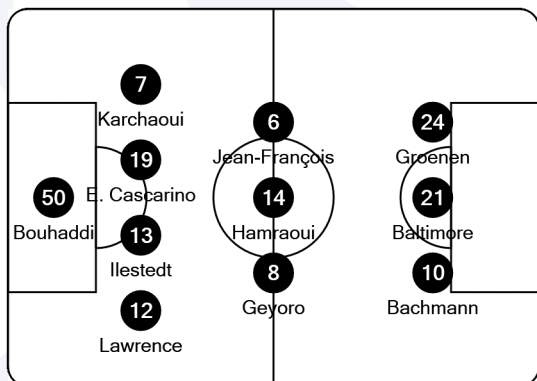 7
Karchaoui
6
24
Jean-François
Groenen
19
E. Cascarino
50
14
21
Bouhaddi
Hamraoui
Baltimore
13
Ilestedt
8
10
Geyoro
Bachmann
12
Lawrence